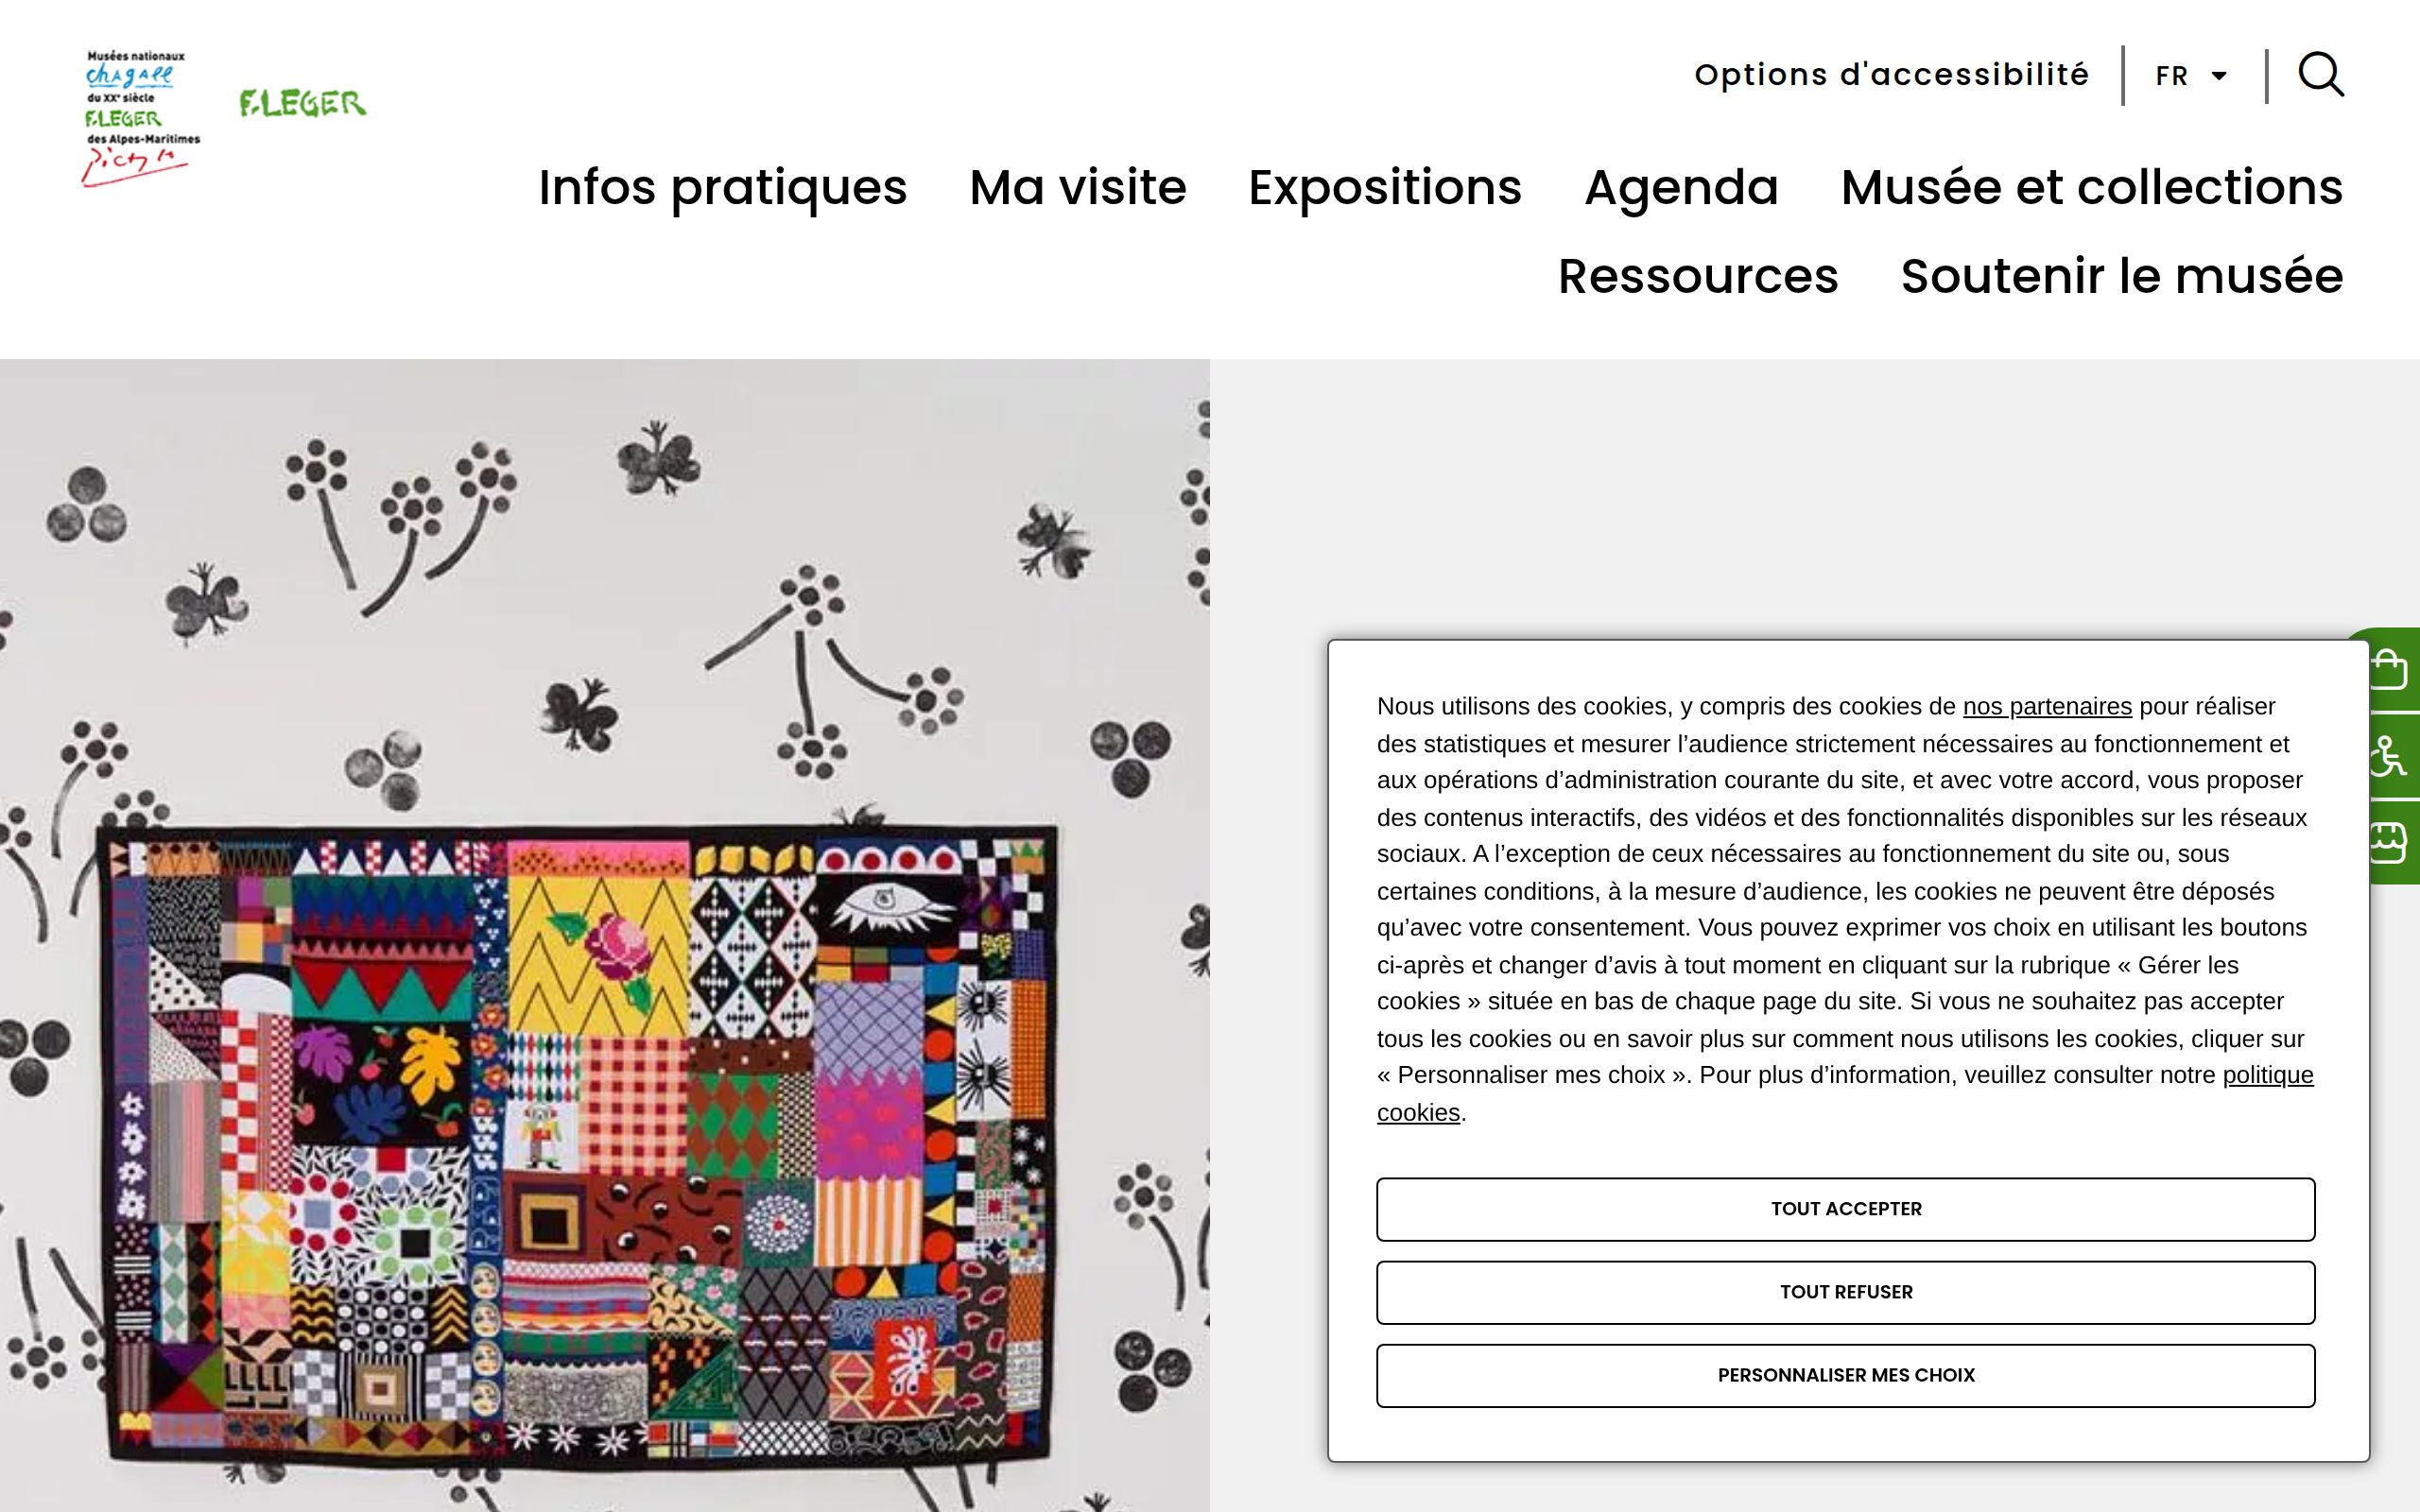 Musées nationaux
chagall
du XXe siècle
F.LEGER
des Alpes-Maritimes
Picasso
F.LEGER
Options d'accessibilité
FR
Infos pratiques
Ma visite
Expositions
Agenda
Musée et collections
Ressources
Soutenir le musée
Nous utilisons des cookies, y compris des cookies de nos partenaires pour réaliser
des statistiques et mesurer l’audience strictement nécessaires au fonctionnement et
aux opérations d’administration courante du site, et avec votre accord, vous proposer
des contenus interactifs, des vidéos et des fonctionnalités disponibles sur les réseaux
sociaux. A l’exception de ceux nécessaires au fonctionnement du site ou, sous
certaines conditions, à la mesure d’audience, les cookies ne peuvent être déposés
qu’avec votre consentement. Vous pouvez exprimer vos choix en utilisant les boutons
ci-après et changer d’avis à tout moment en cliquant sur la rubrique « Gérer les
cookies » située en bas de chaque page du site. Si vous ne souhaitez pas accepter
tous les cookies ou en savoir plus sur comment nous utilisons les cookies, cliquer sur
« Personnaliser mes choix ». Pour plus d’information, veuillez consulter notre politique
cookies.
TOUT ACCEPTER
TOUT REFUSER
PERSONNALISER MES CHOIX